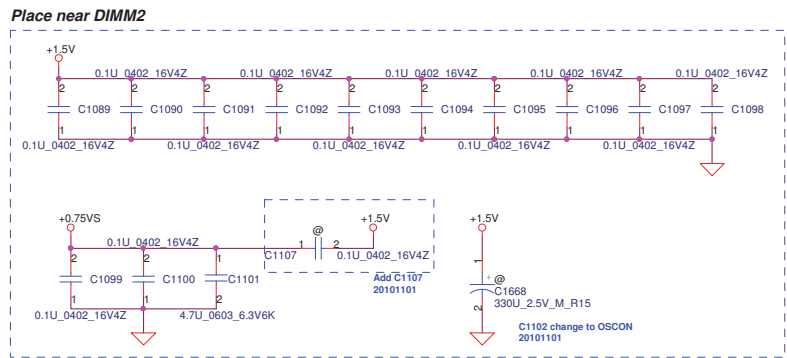 Place near DIMM2
+1.5V
0.1U_0402_16V4Z 0.1U_0402_16V4Z 0.1U_0402_16V4Z 0.1U_0402_16V4Z 0.1U_0402_16V4Z
2 2 2 2 2 2 2 2 2 2
C1089 C1090 C1091 C1092 C1093 C1094 C1095 C1096 C1097 C1098
1 1 1 1 1 1 1 1 1 1
0.1U_0402_16V4Z 0.1U_0402_16V4Z 0.1U_0402_16V4Z 0.1U_0402_16V4Z 0.1U_0402_16V4Z
+0.75VS +1.5V +1.5V
@
0.1U_0402_16V4Z 1 2
C1107 0.1U_0402_16V4Z
2 2 1 1
Add C1107
20101101
C1099 C1100 C1101
+ @
C1668
330U_2.5V_M_R15
1 1 2 2
0.1U_0402_16V4Z 4.7U_0603_6.3V6K
C1102 change to OSCON
20101101